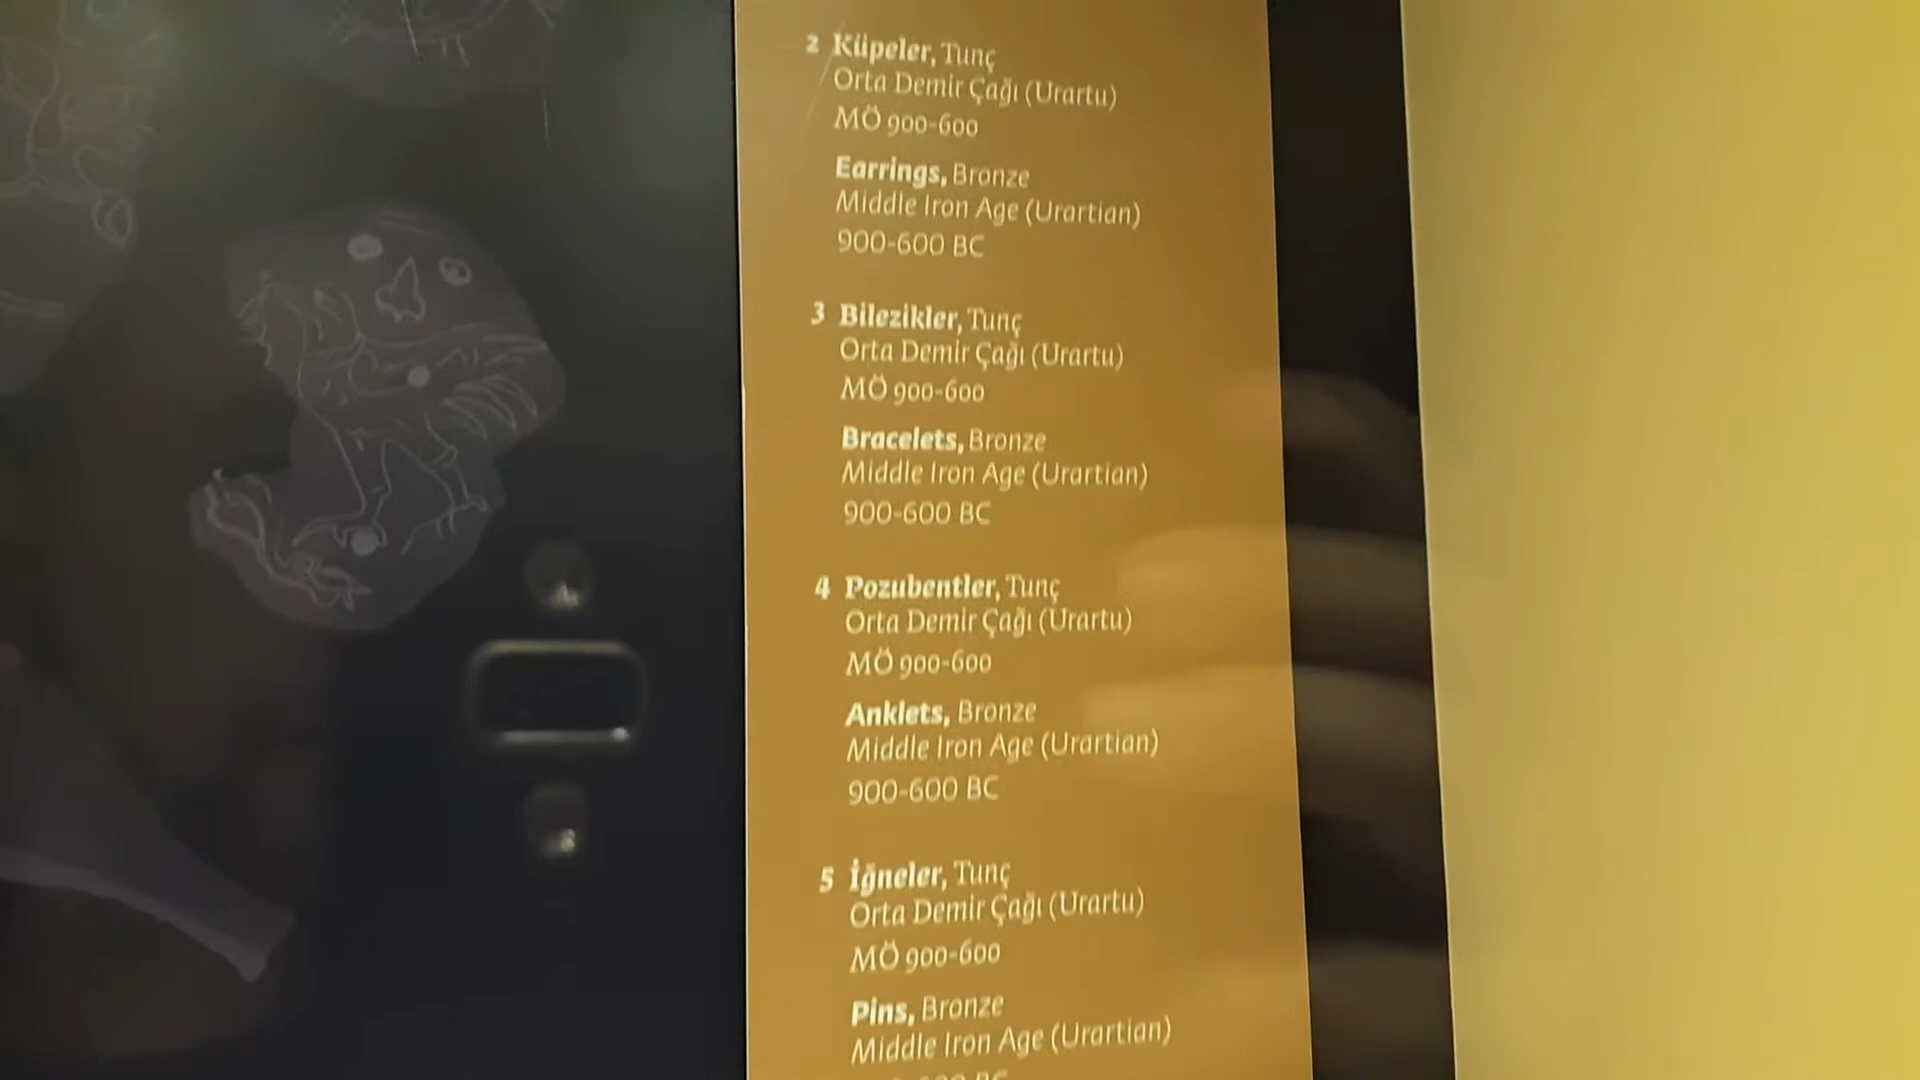 2 Küpeler, Tunç
Orta Demir Çağı (Urartu)
MÖ 900-600
Earrings, Bronze
Middle Iron Age (Urartian)
900-600 BC
3 Bilezikler, Tunç
Orta Demir Çağı (Urartu)
MÖ 900-600
Bracelets, Bronze
Middle Iron Age (Urartian)
900-600 BC
4 Pozubentler, Tunç
Orta Demir Çağı (Urartu)
MÖ 900-600
Anklets, Bronze
Middle Iron Age (Urartian)
900-600 BC
5 İğneler, Tunç
Orta Demir Çağı (Urartu)
MÖ 900-600
Pins, Bronze
Middle Iron Age (Urartian)